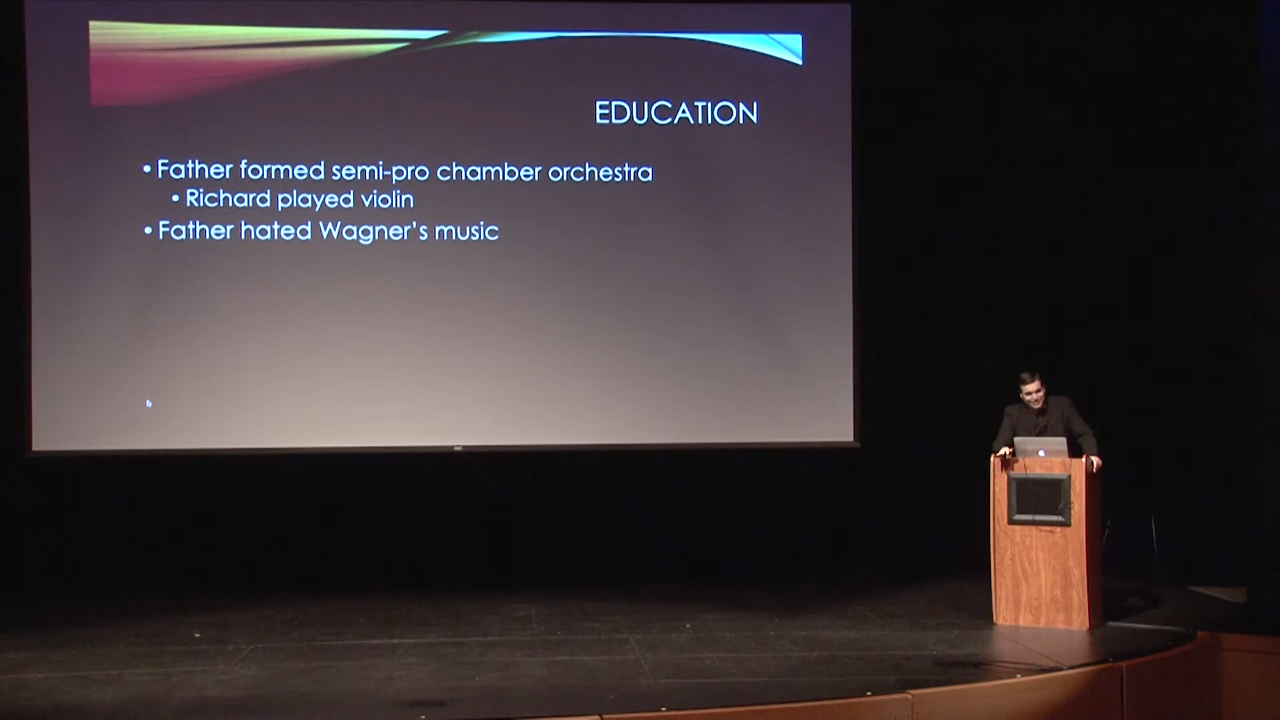 EDUCATION
• Father formed semi-pro chamber orchestra
• Richard played violin
• Father hated Wagner's music